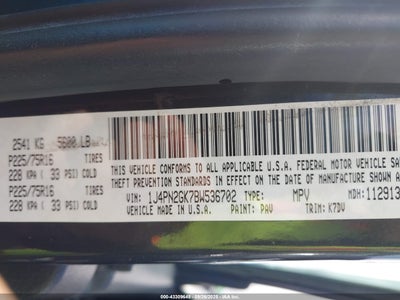 2541 KG 5600 LB
P225/75R16 TIRES
228 KPA ( 33 PSI) COLD
P225/75R16 TIRES
228 KPA ( 33 PSI) COLD
THIS VEHICLE CONFORMS TO ALL APPLICABLE U.S.A. FEDERAL MOTOR VEHICLE SA
THEFT PREVENTION STANDARDS IN EFFECT ON THE DATE OF MANUFACTURE
VIN: 1J4PN2GK7BW536702 TYPE: MPV MDH: 112913
VEHICLE MADE IN U.S.A. PAINT: PAV TRIM: K7DV